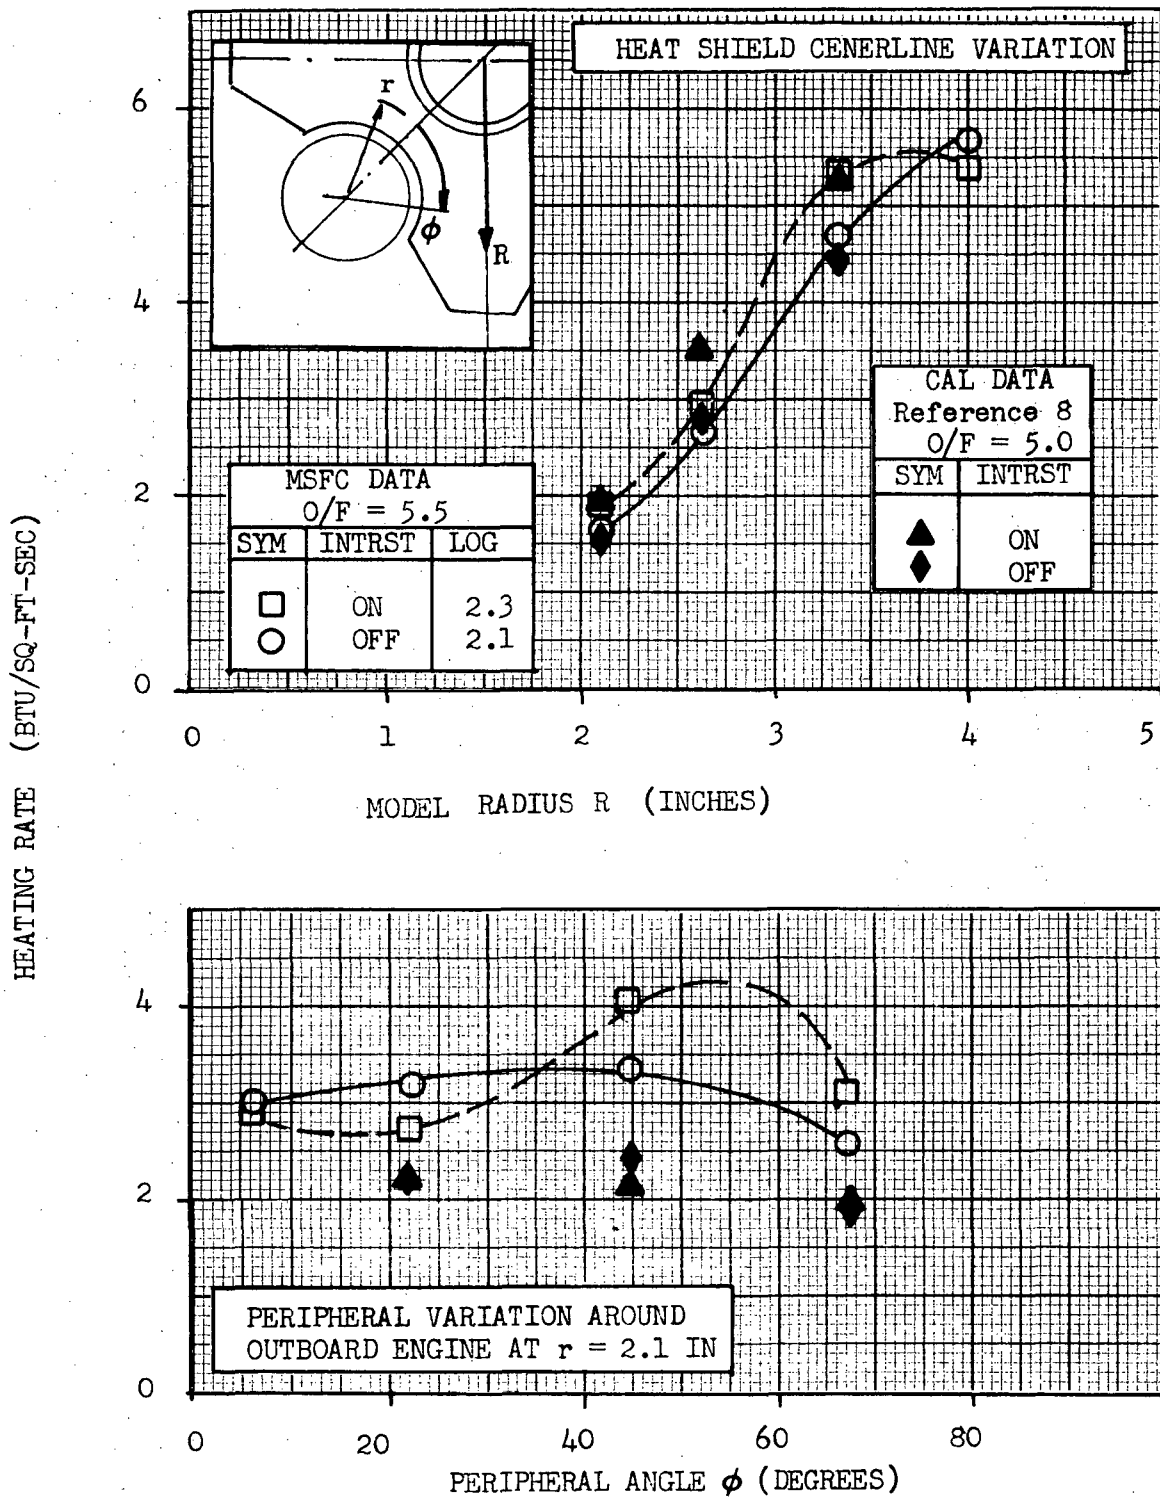 HEAT SHIELD CENERLINE VARIATION
r
ϕ
R
6
4
2
0
CAL DATA
Reference 8
O/F = 5.0
SYM INTRST
ON
OFF
MSFC DATA
O/F = 5.5
SYM INTRST LOG
ON 2.3
OFF 2.1
0 1 2 3 4 5
MODEL RADIUS R (INCHES)
HEATING RATE (BTU/SQ-FT-SEC)
4
2
0
PERIPHERAL VARIATION AROUND
OUTBOARD ENGINE AT r = 2.1 IN
0 20 40 60 80
PERIPHERAL ANGLE ϕ (DEGREES)